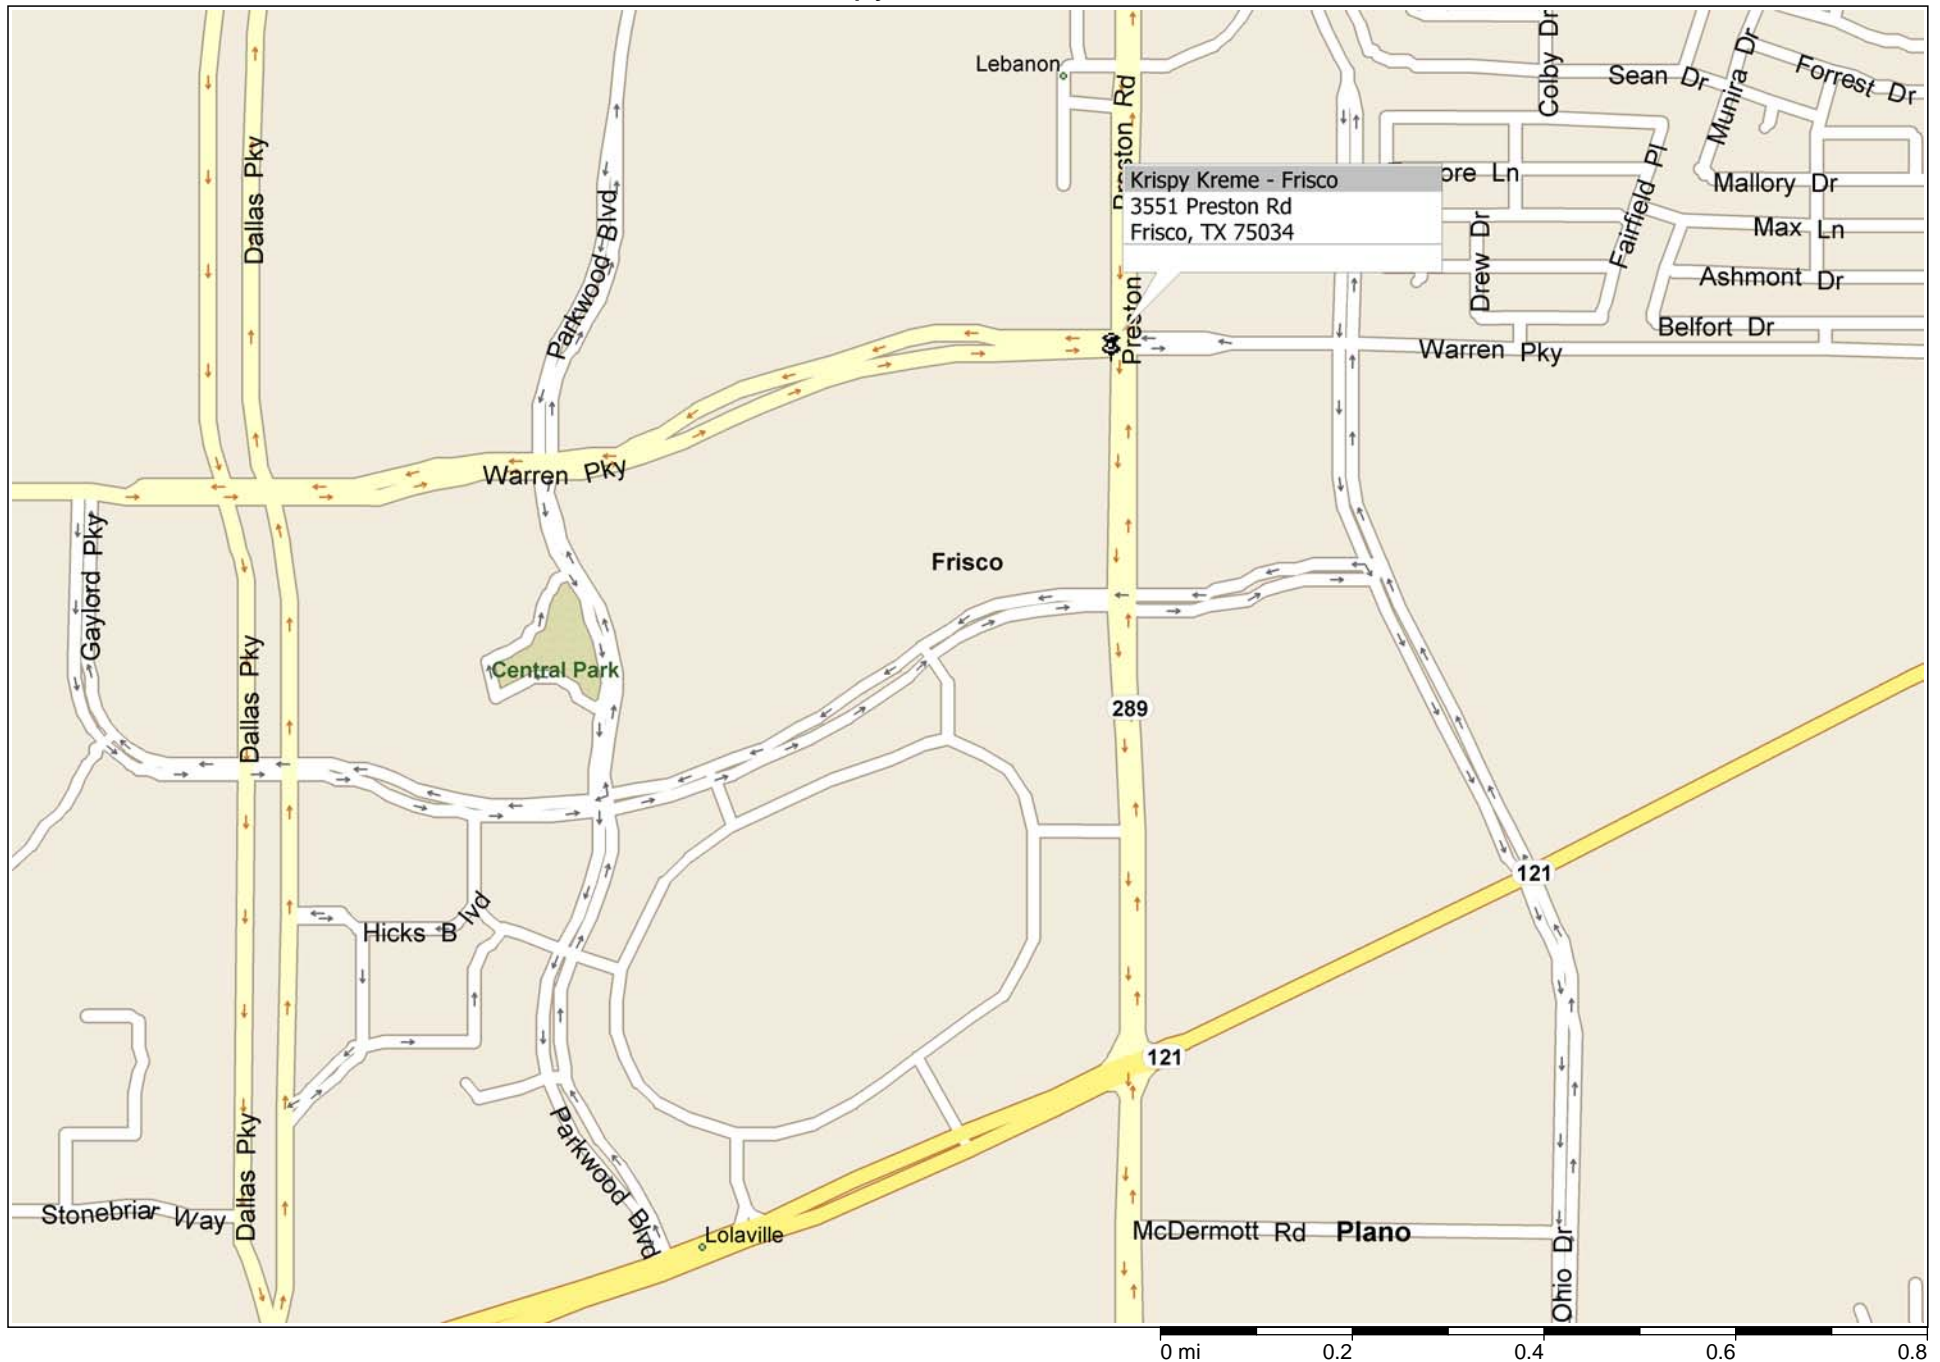 Lebanon
Preston Rd
Colby Dr
Sean Dr
Munira Dr
Forrest Dr
Dallas Pky
Parkwood Blvd
Krispy Kreme - Frisco
3551 Preston Rd
Frisco, TX 75034
ore Ln
Fairfield Pl
Mallory Dr
Max Ln
Drew Dr
Ashmont Dr
Belfort Dr
Preston
Preston
Warren Pky
Warren Pky
Gaylord Pky
Frisco
Central Park
Dallas Pky
289
121
Hicks Blvd
121
Parkwood Blvd
Dallas Pky
Stonebriar Way
Lolaville
McDermott Rd
Plano
Ohio Dr
0 mi 0.2 0.4 0.6 0.8